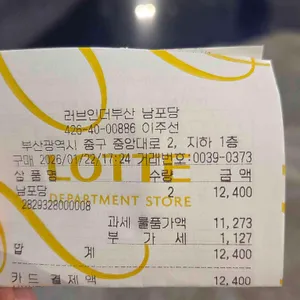 러브인더부산 남포당
426-40-00886 이주선
부산광역시 중구 중앙대로 2, 지하 1층
구매 2026/01/22/17:24 거래번호:0039-0373
상 품 명 수량 금 액
남포당 2 12,400
2829328000008
LOTTE
DEPARTMENT STORE
과세 물품가액 11,273
부 가 세 1,127
합 계 12,400
카드 결제액 12,400